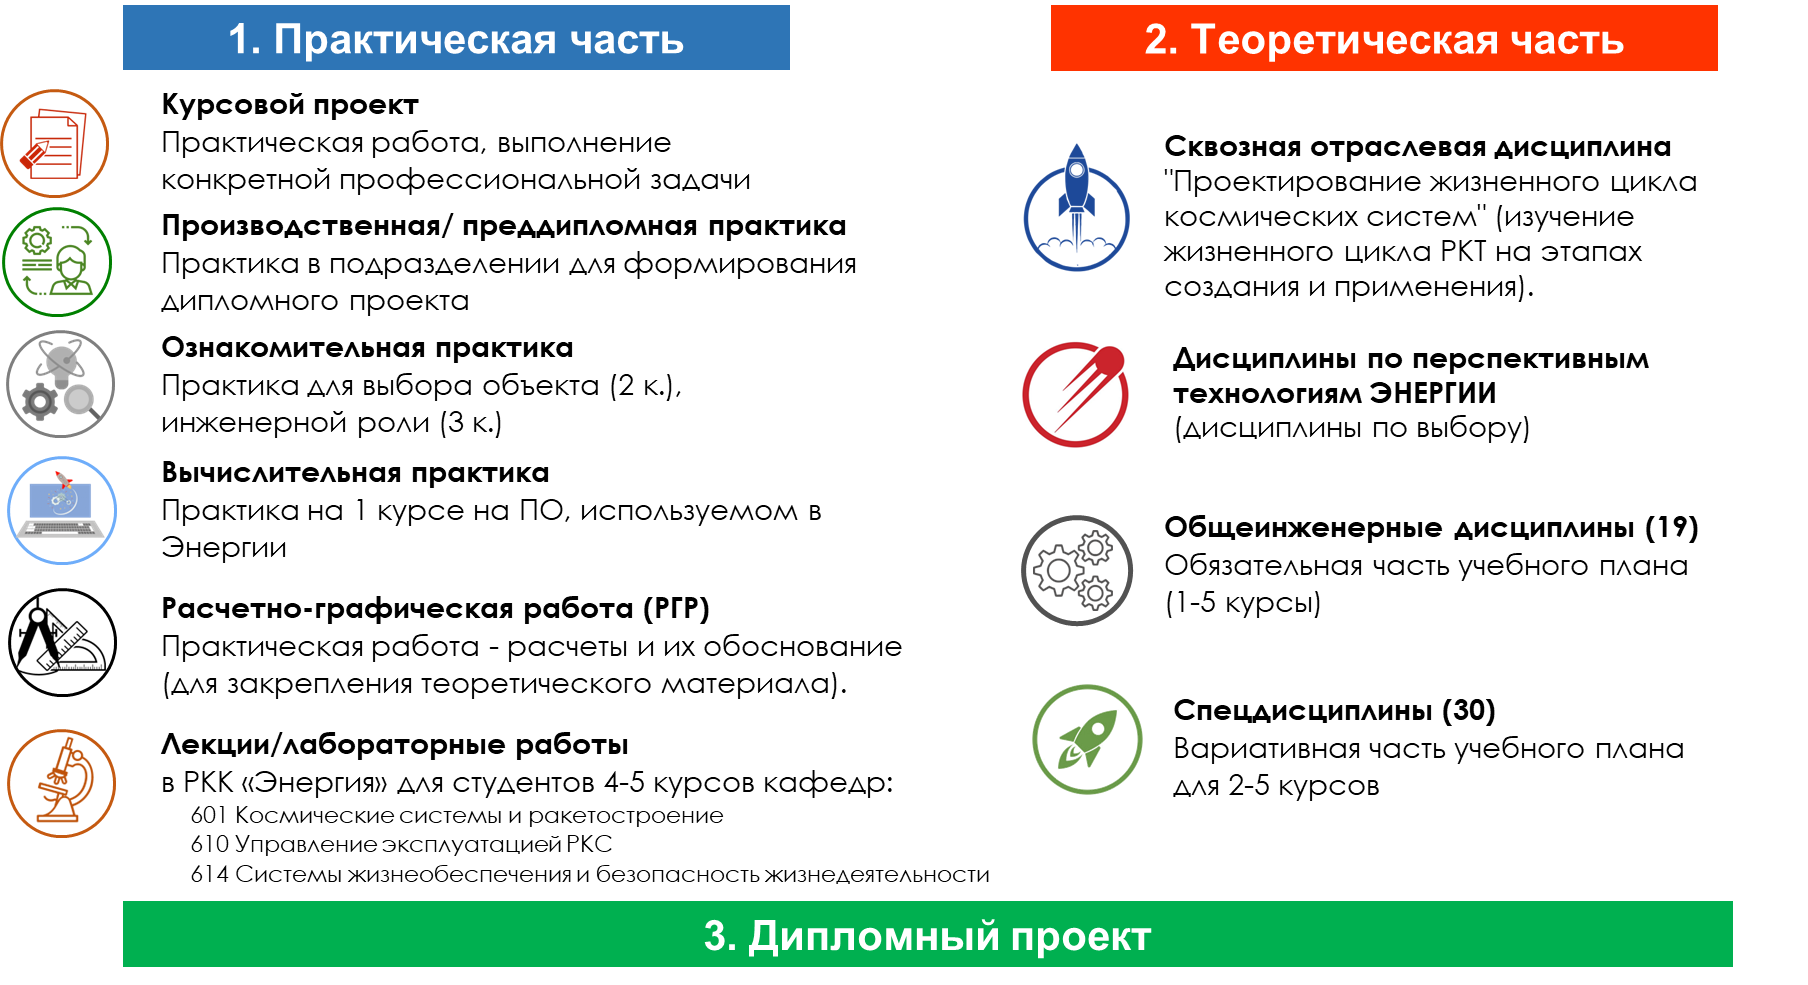 1. Практическая часть
Курсовой проект
Практическая работа, выполнение
конкретной профессиональной задачи
Производственная/ преддипломная практика
Практика в подразделении для формирования
дипломного проекта
Ознакомительная практика
Практика для выбора объекта (2 к.),
инженерной роли (3 к.)
Вычислительная практика
Практика на 1 курсе на ПО, используемом в
Энергии
Расчетно-графическая работа (РГР)
Практическая работа - расчеты и их обоснование
(для закрепления теоретического материала).
Лекции/лабораторные работы
в РКК «Энергия» для студентов 4-5 курсов кафедр:
601 Космические системы и ракетостроение
610 Управление эксплуатацией РКС
614 Системы жизнеобеспечения и безопасность жизнедеятельности
2. Теоретическая часть
Сквозная отраслевая дисциплина
"Проектирование жизненного цикла
космических систем" (изучение
жизненного цикла РКТ на этапах
создания и применения).
Дисциплины по перспективным
технологиям ЭНЕРГИИ
(дисциплины по выбору)
Общеинженерные дисциплины (19)
Обязательная часть учебного плана
(1-5 курсы)
Спецдисциплины (30)
Вариативная часть учебного плана
для 2-5 курсов
3. Дипломный проект